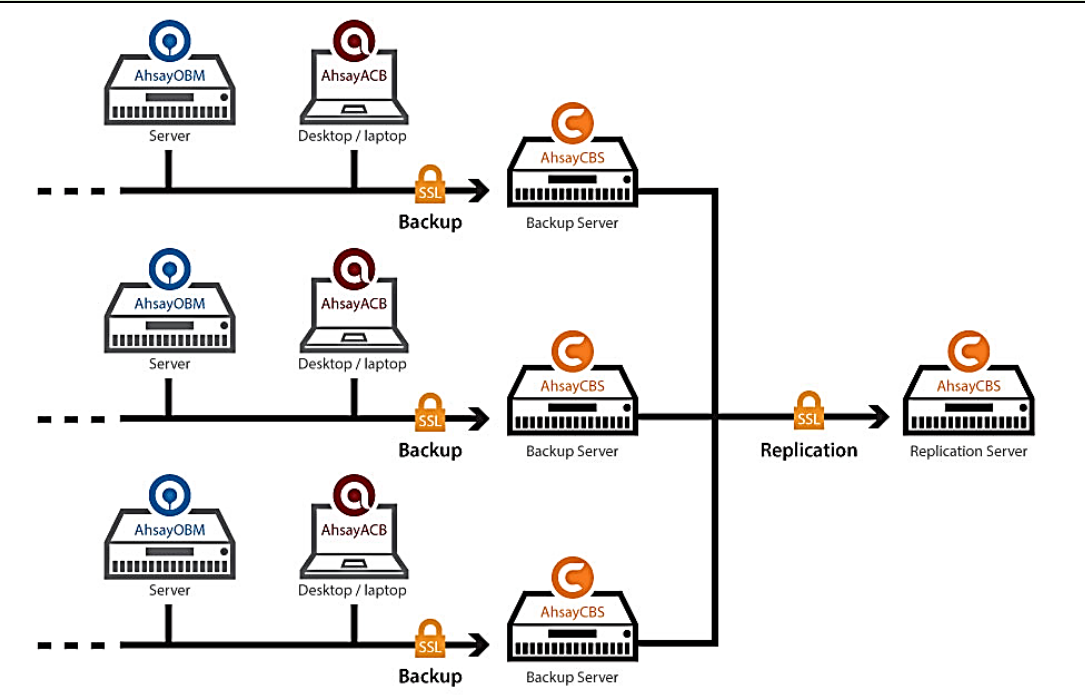 AhsayOBM
AhsayACB
Server
Desktop / laptop
AhsayCBS
SSL
Backup
Backup Server
AhsayOBM
AhsayACB
Server
Desktop / laptop
AhsayCBS
AhsayCBS
SSL
SSL
Backup
Backup Server
Replication
Replication Server
AhsayOBM
AhsayACB
Server
Desktop / laptop
AhsayCBS
SSL
Backup
Backup Server